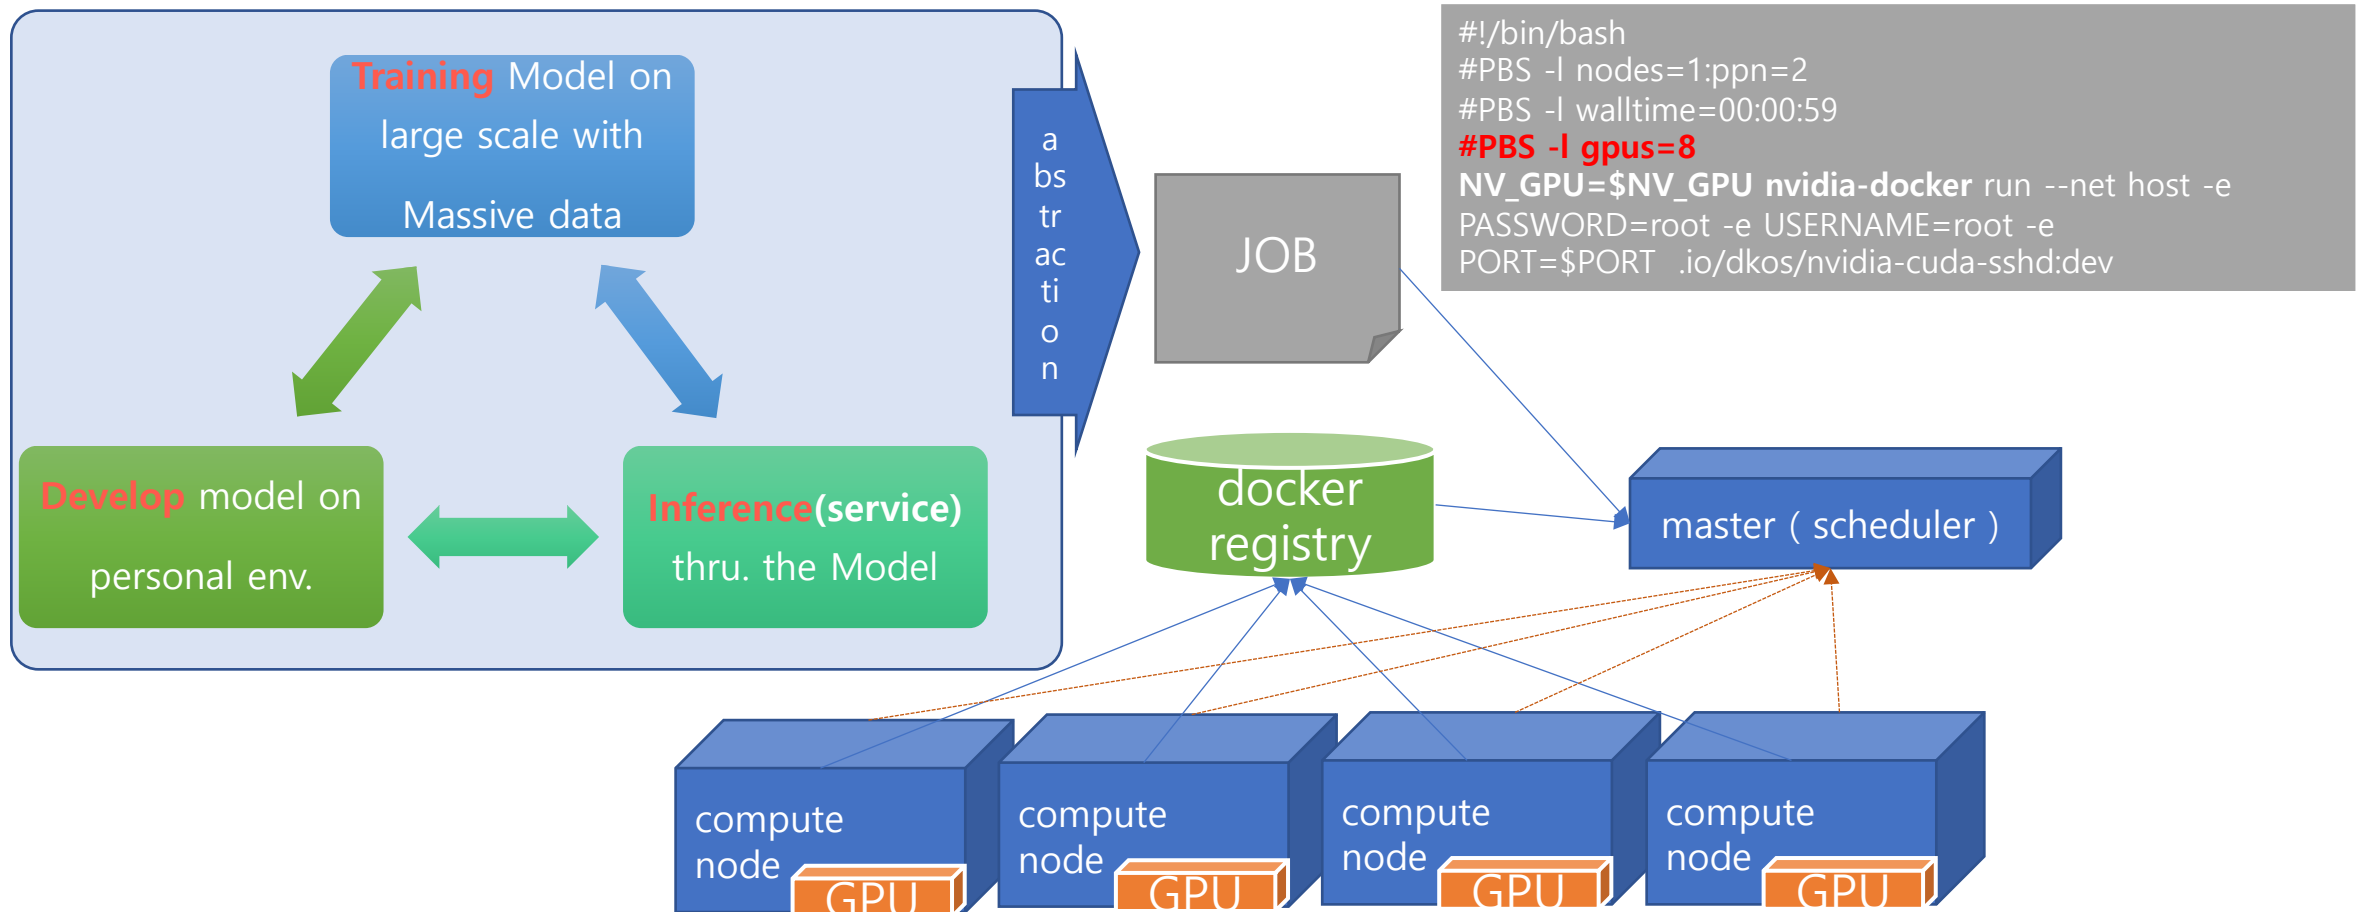 Training Model on
large scale with
Massive data
Develop model on
personal env.
Inference(service)
thru. the Model
a
bs
tr
ac
ti
o
n
JOB
#!/bin/bash
#PBS -l nodes=1:ppn=2
#PBS -l walltime=00:00:59
#PBS -l gpus=8
NV_GPU=$NV_GPU nvidia-docker run --net host -e
PASSWORD=root -e USERNAME=root -e
PORT=$PORT .io/dkos/nvidia-cuda-sshd:dev
docker
registry
master ( scheduler )
compute
node
GPU
compute
node
GPU
compute
node
GPU
compute
node
GPU